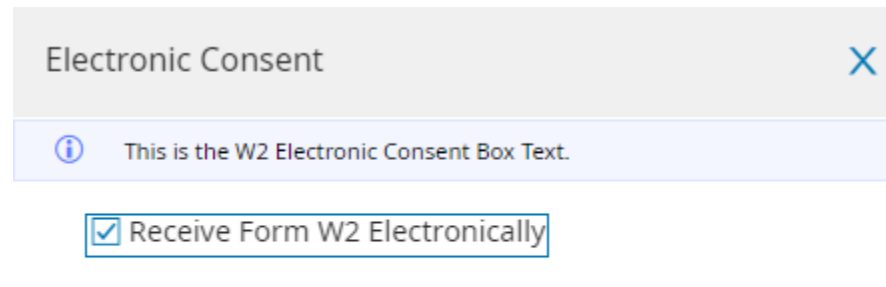 Electronic Consent
This is the W2 Electronic Consent Box Text.
Receive Form W2 Electronically